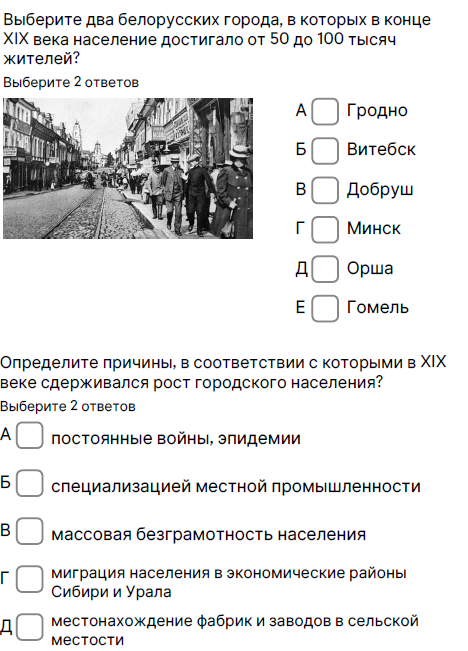 Выберите два белорусских города, в которых в конце
XIX века население достигало от 50 до 100 тысяч
жителей?
Выберите 2 ответов
А Гродно
Б Витебск
В Добруш
Г Минск
Д Орша
Е Гомель
Определите причины, в соответствии с которыми в XIX
веке сдерживался рост городского населения?
Выберите 2 ответов
А постоянные войны, эпидемии
Б специализацией местной промышленности
В массовая безграмотность населения
Г миграция населения в экономические районы
Сибири и Урала
Д местонахождение фабрик и заводов в сельской
местости